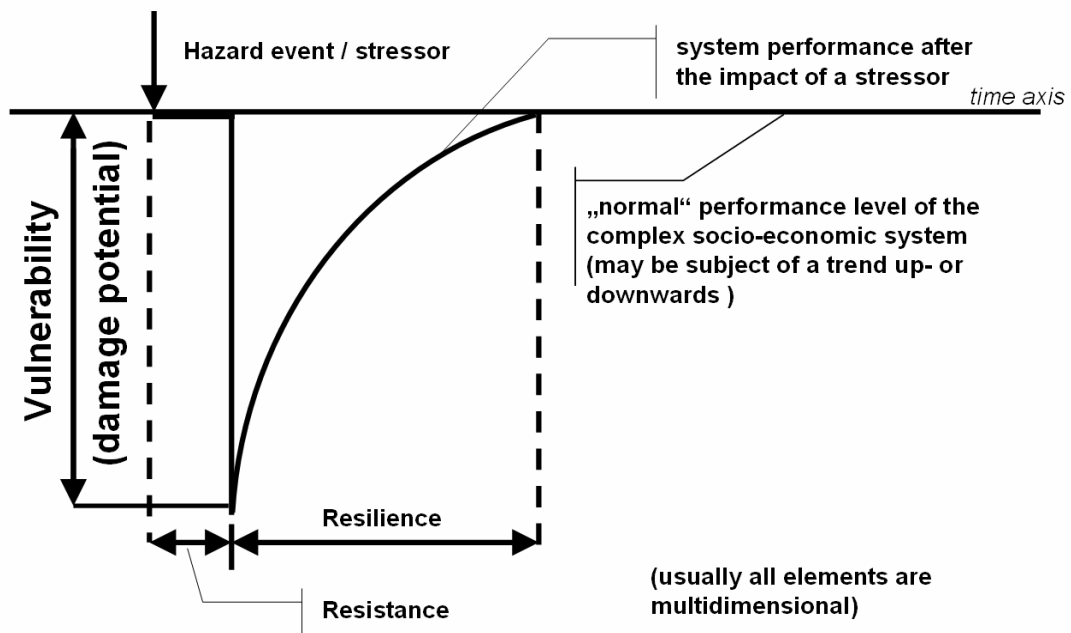 Hazard event / stressor
system performance after
the impact of a stressor
time axis
Vulnerability
(damage potential)
„normal“ performance level of the
complex socio-economic system
(may be subject of a trend up- or
downwards )
Resilience
Resistance
(usually all elements are
multidimensional)